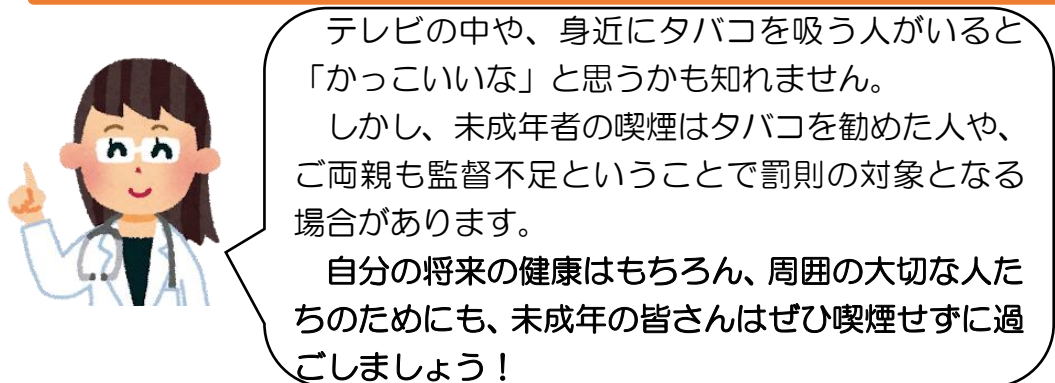 テレビの中や、身近にタバコを吸う人がいると
「かっこいいな」と思うかも知れません。
　しかし、未成年者の喫煙はタバコを勧めた人や、
ご両親も監督不足ということで罰則の対象となる
場合があります。
　自分の将来の健康はもちろん、周囲の大切な人た
ちのためにも、未成年の皆さんはぜひ喫煙せずに過
ごしましょう！